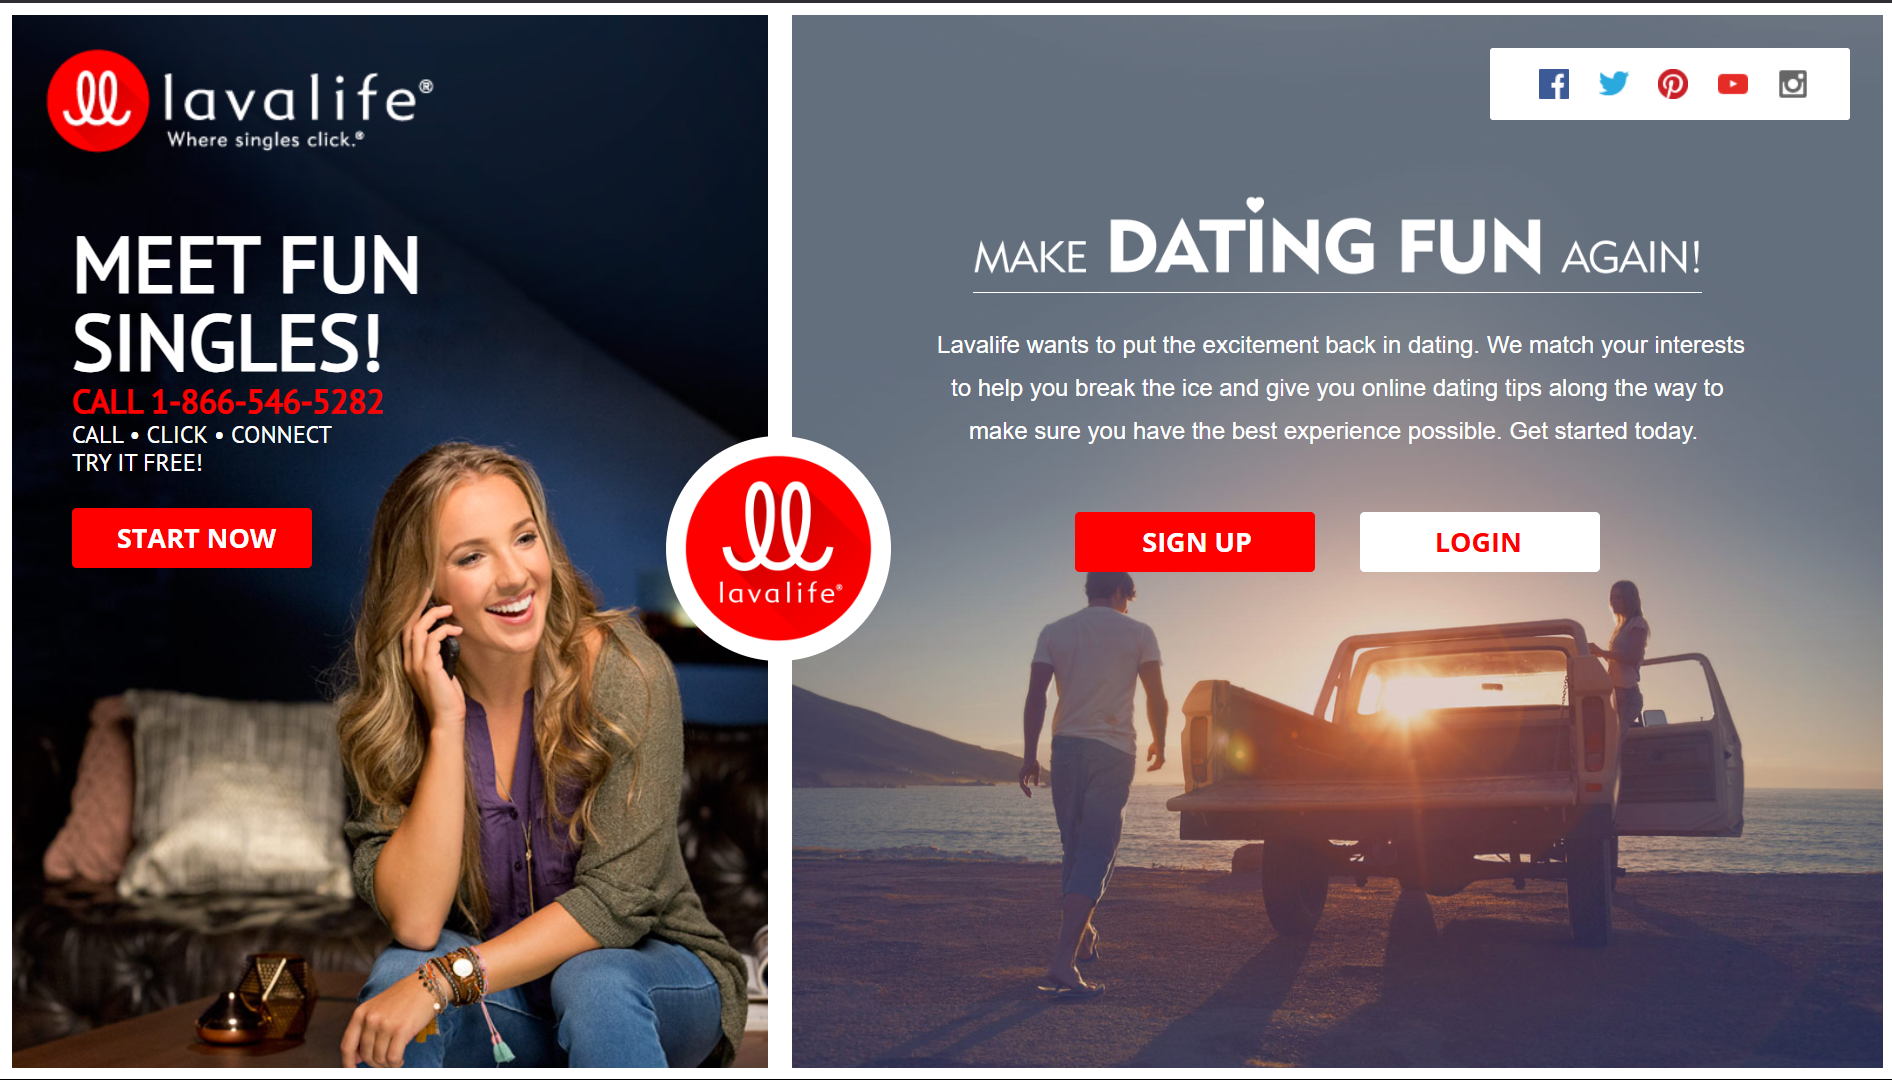 lavalife®
Where singles click.®
MEET FUN
SINGLES!
CALL 1-866-546-5282
CALL • CLICK • CONNECT
TRY IT FREE!
START NOW
lavalife®
MAKE DATING FUN AGAIN!
Lavalife wants to put the excitement back in dating. We match your interests
to help you break the ice and give you online dating tips along the way to
make sure you have the best experience possible. Get started today.
SIGN UP
LOGIN